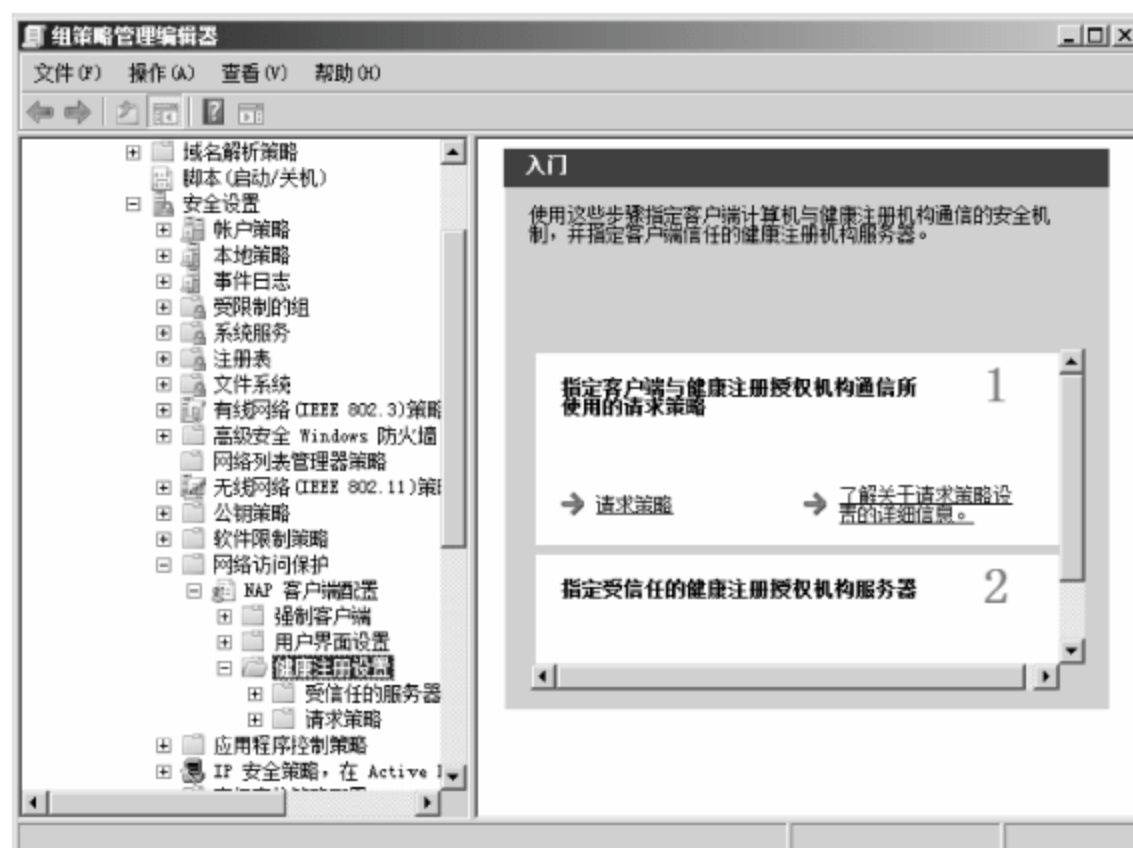 组策略管理编辑器
文件(F) 操作(A) 查看(V) 帮助(H)
域名解析策略
脚本(启动/关机)
安全设置
帐户策略
本地策略
事件日志
受限制的组
系统服务
注册表
文件系统
有线网络(IEEE 802.3)策略
高级安全 Windows 防火墙
网络列表管理器策略
无线网络(IEEE 802.11)策
公钥策略
软件限制策略
网络访问保护
NAP 客户端配置
强制客户端
用户界面设置
健康注册设置
受信任的服务器
请求策略
应用程序控制策略
IP 安全策略，在 Active
入门
使用这些步骤指定客户端计算机与健康注册机构通信的安全机
制，并指定客户端信任的健康注册机构服务器。
指定客户端与健康注册授权机构通信所
使用的请求策略
1
请求策略
了解关于请求策略设
置的详细信息。
指定受信任的健康注册授权机构服务器
2